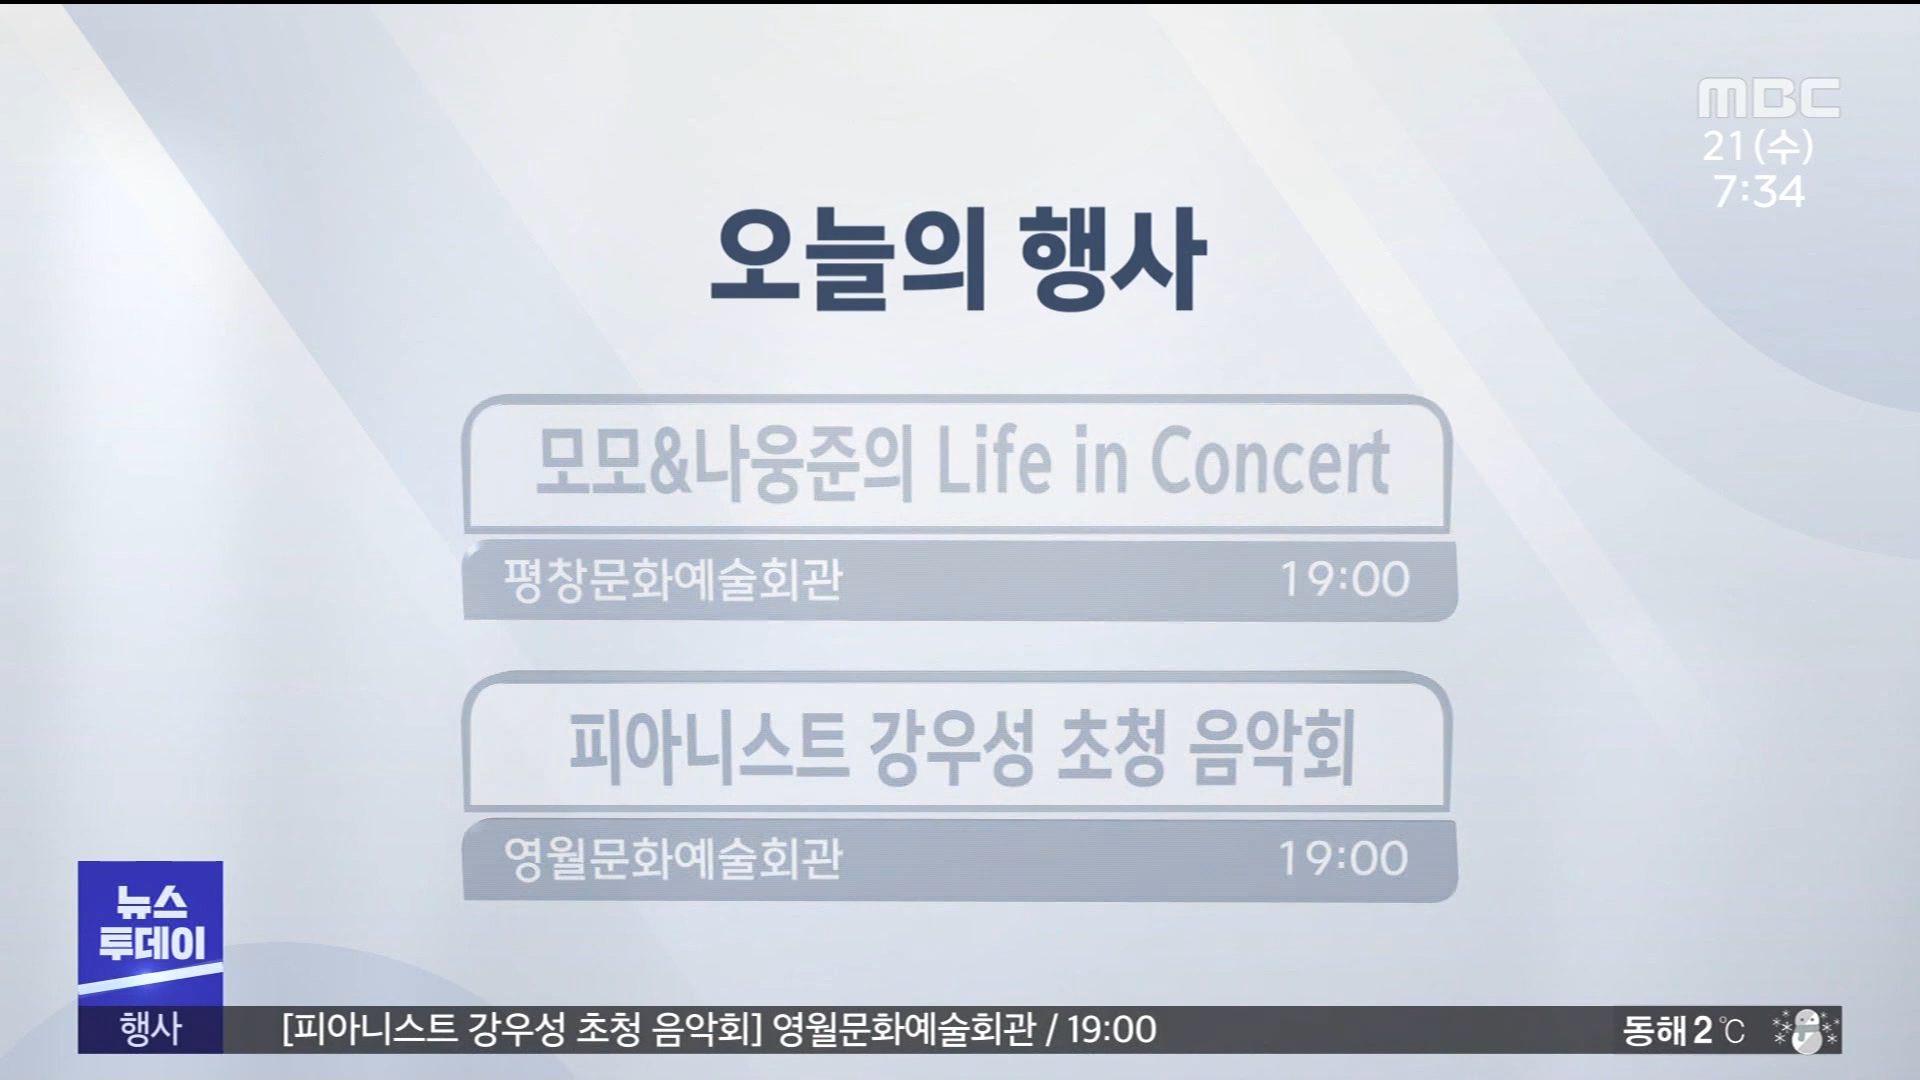 MBC
21(수)
7:34
오늘의 행사
모모&나웅준의 Life in Concert
평창문화예술회관 19:00
피아니스트 강우성 초청 음악회
영월문화예술회관 19:00
뉴스
투데이
행사 [피아니스트 강우성 초청 음악회] 영월문화예술회관 / 19:00 동해 2℃